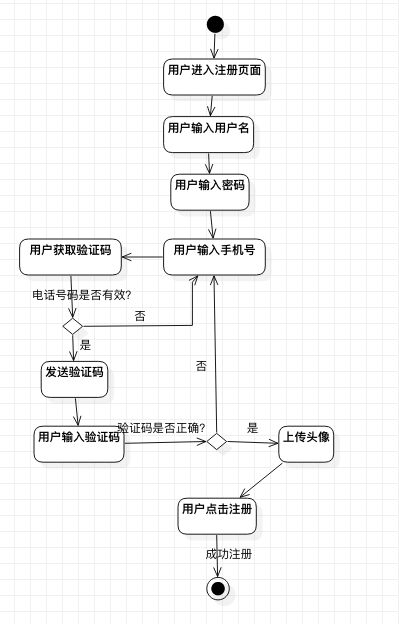 用户进入注册页面
用户输入用户名
用户输入密码
用户获取验证码
用户输入手机号
电话号码是否有效?
否
是
发送验证码
否
用户输入验证码
验证码是否正确?
是
上传头像
用户点击注册
成功注册